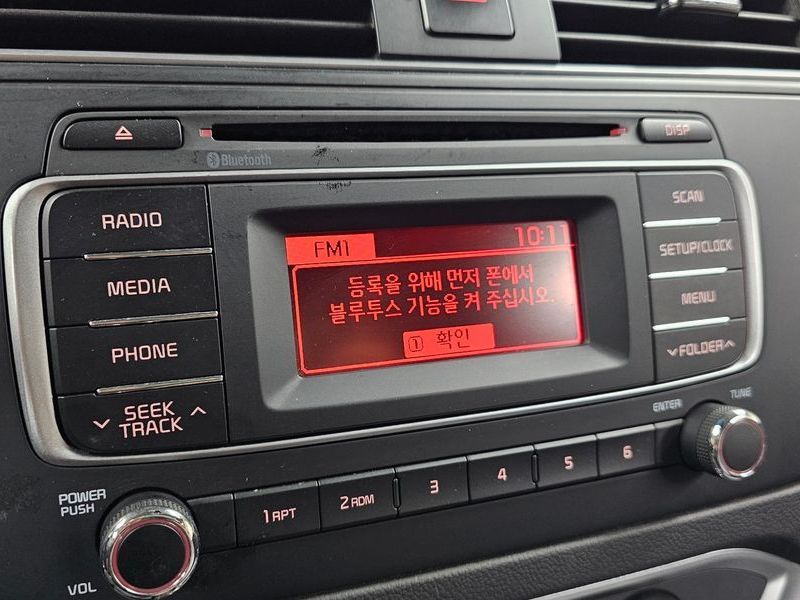 DISP
Bluetooth
RADIO
MEDIA
PHONE
SEEK
TRACK
FM1
10:11
등록을 위해 먼저 폰에서
블루투스 기능을 켜 주십시오.
1 확인
SCAN
SETUP/CLOCK
MENU
FOLDER
ENTER
TUNE
POWER
PUSH
VOL
1 RPT
2 RDM
3
4
5
6